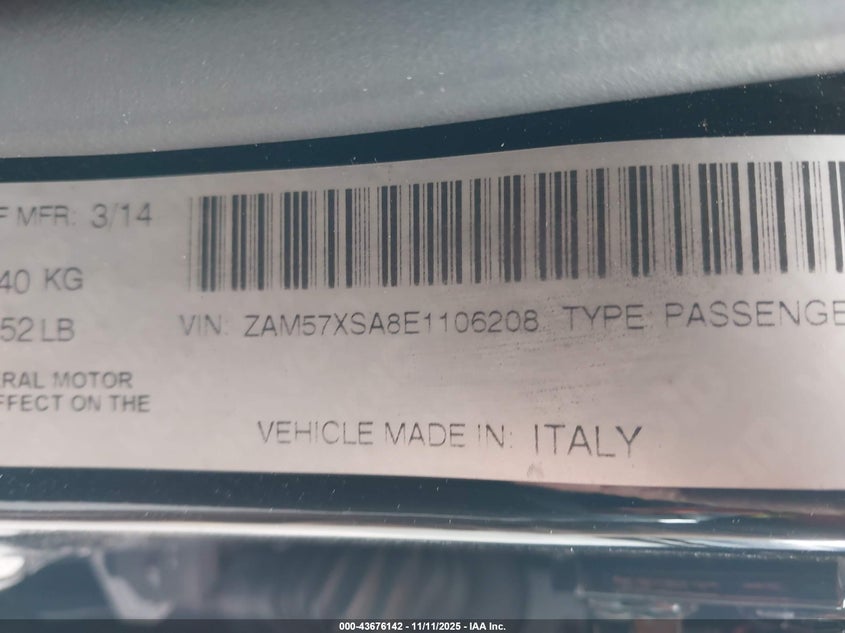 F MFR: 3/14
40 KG
52 LB
VIN: ZAM57XSA8E1106208 TYPE: PASSENGE
ERAL MOTOR
FFECT ON THE
VEHICLE MADE IN: ITALY
000-43676142 - 11/11/2025 - IAA Inc.